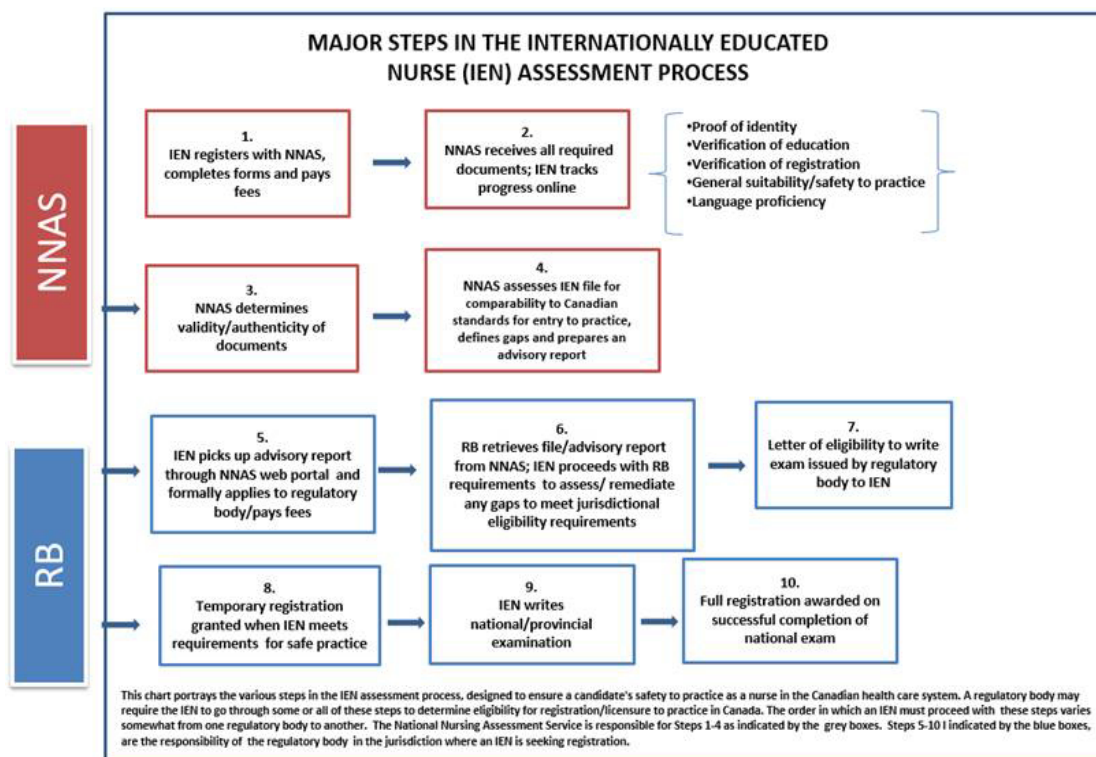 MAJOR STEPS IN THE INTERNATIONALLY EDUCATED
NURSE (IEN) ASSESSMENT PROCESS
NNAS
1.
IEN registers with NNAS,
completes forms and pays
fees
2.
NNAS receives all required
documents; IEN tracks
progress online
•Proof of identity
•Verification of education
•Verification of registration
•General suitability/safety to practice
•Language proficiency
3.
NNAS determines
validity/authenticity of
documents
4.
NNAS assesses IEN file for
comparability to Canadian
standards for entry to practice,
defines gaps and prepares an
advisory report
RB
5.
IEN picks up advisory report
through NNAS web portal and
formally applies to regulatory
body/pays fees
6.
RB retrieves file/advisory report
from NNAS; IEN proceeds with RB
requirements to assess/ remediate
any gaps to meet jurisdictional
eligibility requirements
7.
Letter of eligibility to write
exam issued by regulatory
body to IEN
8.
Temporary registration
granted when IEN meets
requirements for safe practice
9.
IEN writes
national/provincial
examination
10.
Full registration awarded on
successful completion of
national exam
This chart portrays the various steps in the IEN assessment process, designed to ensure a candidate's safety to practice as a nurse in the Canadian health care system. A regulatory body may
require the IEN to go through some or all of these steps to determine eligibility for registration/licensure to practice in Canada. The order in which an IEN must proceed with these steps varies
somewhat from one regulatory body to another. The National Nursing Assessment Service is responsible for Steps 1-4 as indicated by the grey boxes. Steps 5-10 I indicated by the blue boxes,
are the responsibility of the regulatory body in the jurisdiction where an IEN is seeking registration.